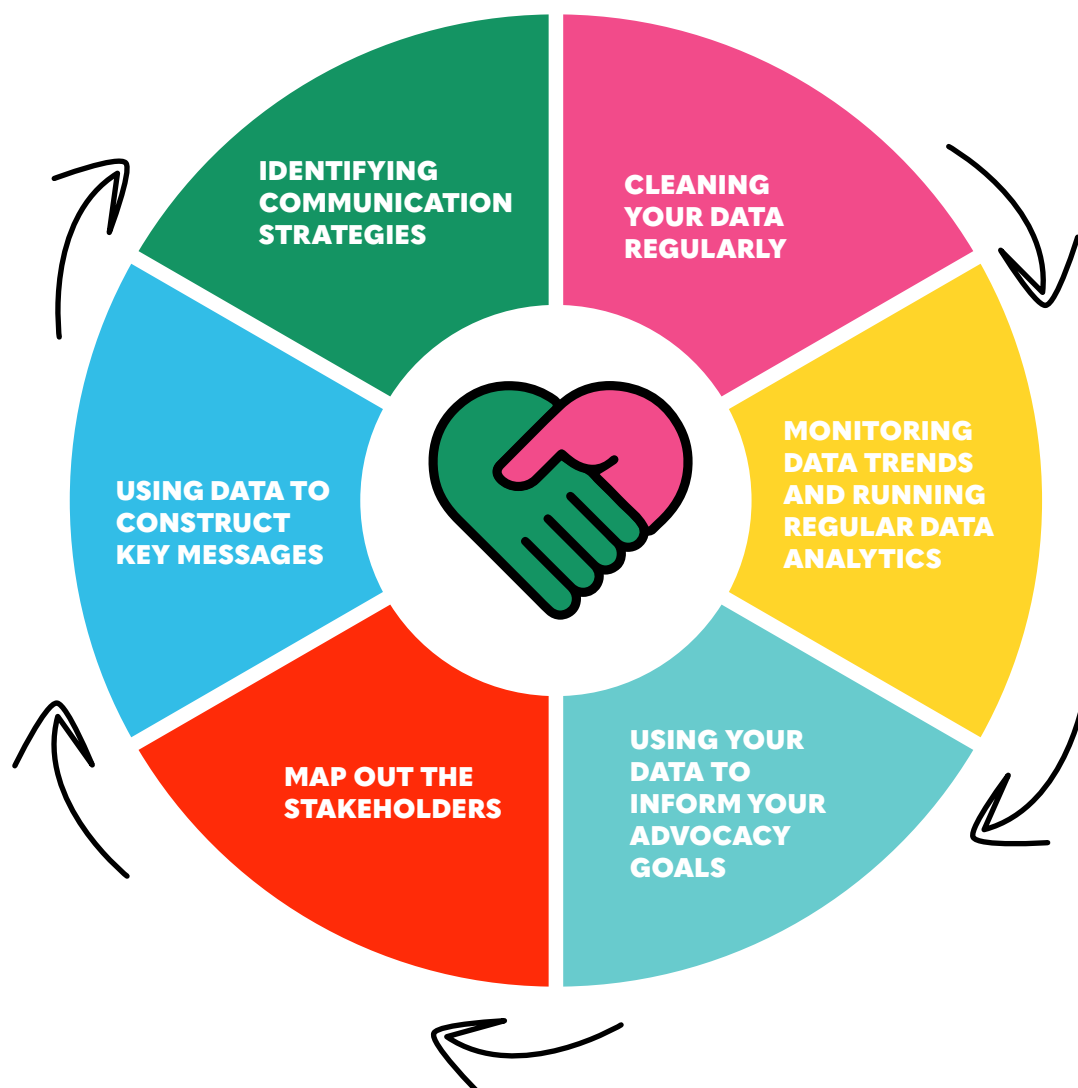 IDENTIFYING
COMMUNICATION
STRATEGIES
CLEANING
YOUR DATA
REGULARLY
MONITORING
DATA TRENDS
AND RUNNING
REGULAR DATA
ANALYTICS
USING YOUR
DATA TO
INFORM YOUR
ADVOCACY
GOALS
MAP OUT THE
STAKEHOLDERS
USING DATA TO
CONSTRUCT
KEY MESSAGES